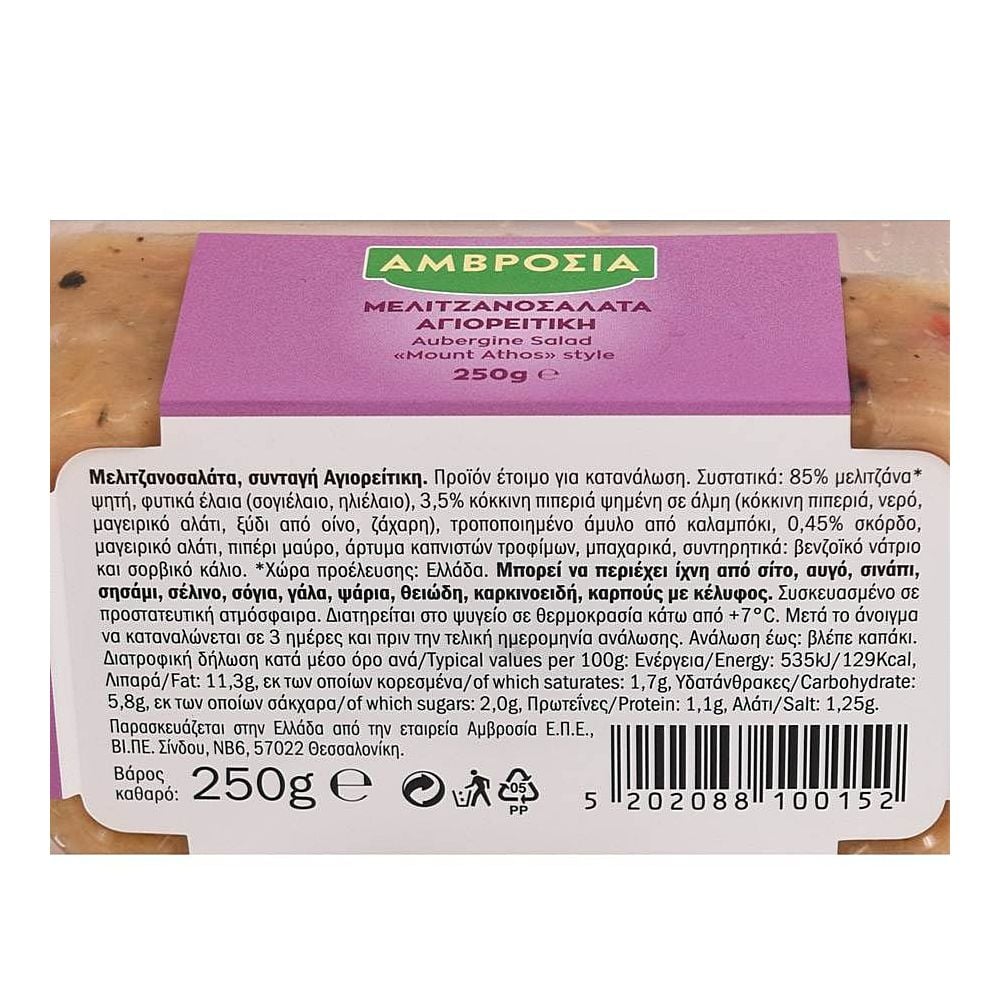 ΑΜΒΡΟΣΙΑ
ΜΕΛΙΤΖΑΝΟΣΑΛΑΤΑ
ΑΓΙΟΡΕΙΤΙΚΗ
Aubergine Salad
«Mount Athos» style
250g ℮
Μελιτζανοσαλάτα, συνταγή Αγιορείτικη. Προϊόν έτοιμο για κατανάλωση. Συστατικά: 85% μελιτζάνα*
ψητή, φυτικά έλαια (σογιέλαιο, ηλιέλαιο), 3,5% κόκκινη πιπεριά ψημένη σε άλμη (κόκκινη πιπεριά, νερό,
μαγειρικό αλάτι, ξύδι από οίνο, ζάχαρη), τροποποιημένο άμυλο από καλαμπόκι, 0,45% σκόρδο,
μαγειρικό αλάτι, πιπέρι μαύρο, άρτυμα καπνιστών τροφίμων, μπαχαρικά, συντηρητικά: βενζοϊκό νάτριο
και σορβικό κάλιο. *Χώρα προέλευσης: Ελλάδα. Μπορεί να περιέχει ίχνη από σίτο, αυγό, σινάπι,
σησάμι, σέλινο, σόγια, γάλα, ψάρια, θειώδη, καρκινοειδή, καρπούς με κέλυφος. Συσκευασμένο σε
προστατευτική ατμόσφαιρα. Διατηρείται στο ψυγείο σε θερμοκρασία κάτω από +7°C. Μετά το άνοιγμα
να καταναλώνεται σε 3 ημέρες και πριν την τελική ημερομηνία ανάλωσης. Ανάλωση έως: βλέπε καπάκι.
Διατροφική δήλωση κατά μέσο όρο ανά/Typical values per 100g: Ενέργεια/Energy: 535kJ/129Kcal,
Λιπαρά/Fat: 11,3g, εκ των οποίων κορεσμένα/of which saturates: 1,7g, Υδατάνθρακες/Carbohydrate:
5,8g, εκ των οποίων σάκχαρα/of which sugars: 2,0g, Πρωτεΐνες/Protein: 1,1g, Αλάτι/Salt: 1,25g.
Παρασκευάζεται στην Ελλάδα από την εταιρεία Αμβροσία Ε.Π.Ε.,
ΒΙ.ΠΕ. Σίνδου, ΝΒ6, 57022 Θεσσαλονίκη.
Βάρος
καθαρό: 250g ℮
05
PP
5 202088 100152